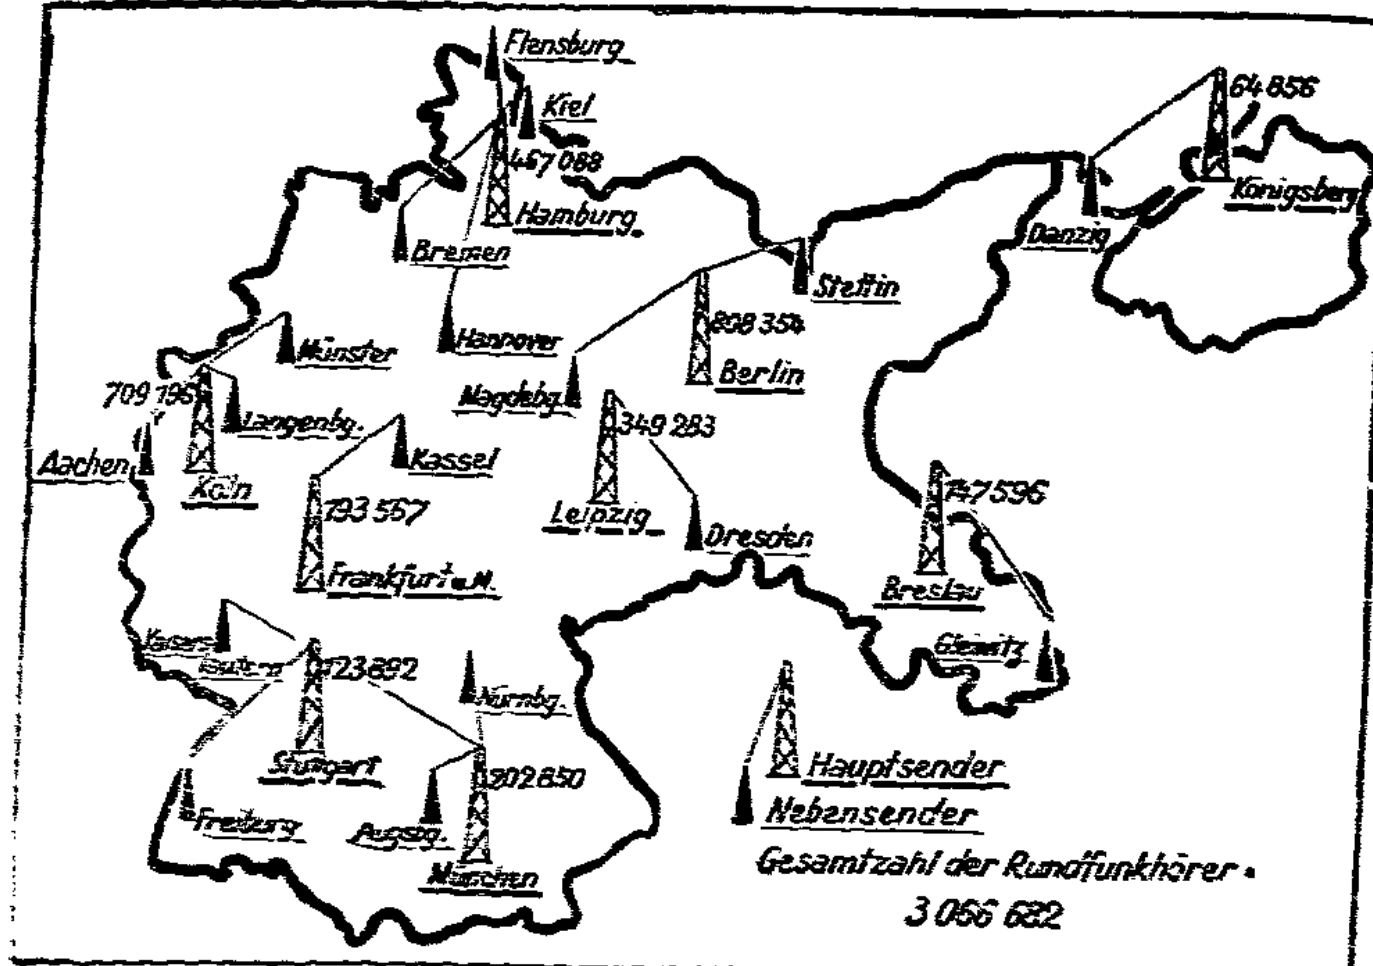 Flensburg
Kiel
64 856
467 088
Königsberg
Hamburg
Danzig
Bremen
Stettin
808 354
Münster
Hannover
Berlin
709 196
Magdebg.
Langenbg.
349 283
Aachen
Kassel
147 596
Köln
193 567
Leipzig
Dresden
Frankfurt a. M.
Breslau
Kaisers-
lautern
Gleiwitz
123 892
Nürnbg.
Stuttgart
202 850
Hauptsender
Freiburg
Augsbg.
Nebensender
München
Gesamtzahl der Rundfunkhörer =
3 066 682